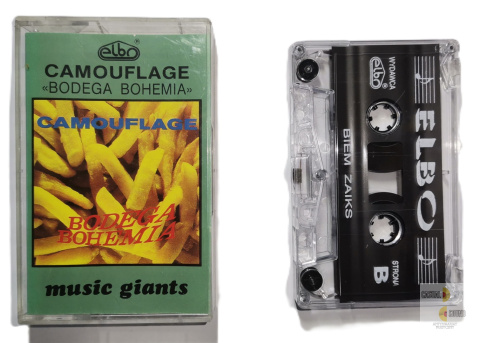 elbo
CAMOUFLAGE
«BODEGA BOHEMIA»
CAMOUFLAGE
BODEGA
BOHEMIA
music giants
WYDAWCA
elbo
ELBO
BIEM ZAIKS
STRONA
B